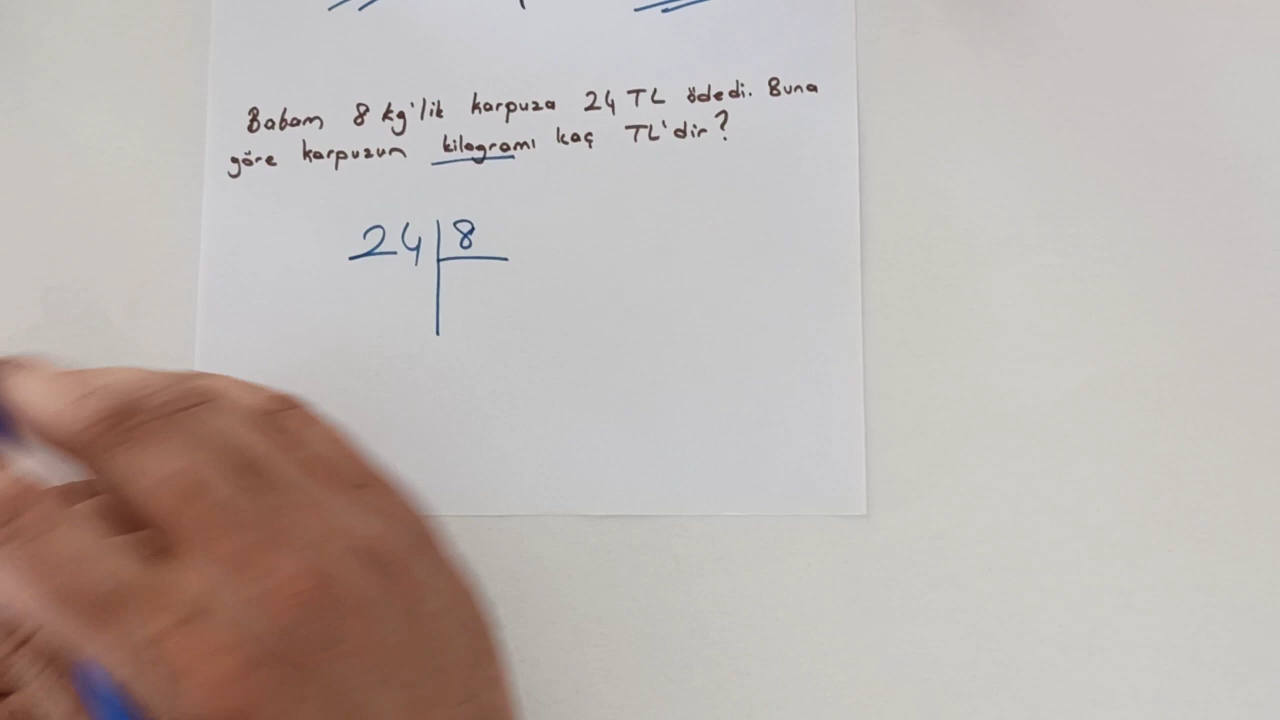 Babam 8 kg'lik karpuza 24 TL ödedi. Buna
göre karpuzun kilogramı kaç TL'dir?
24 8